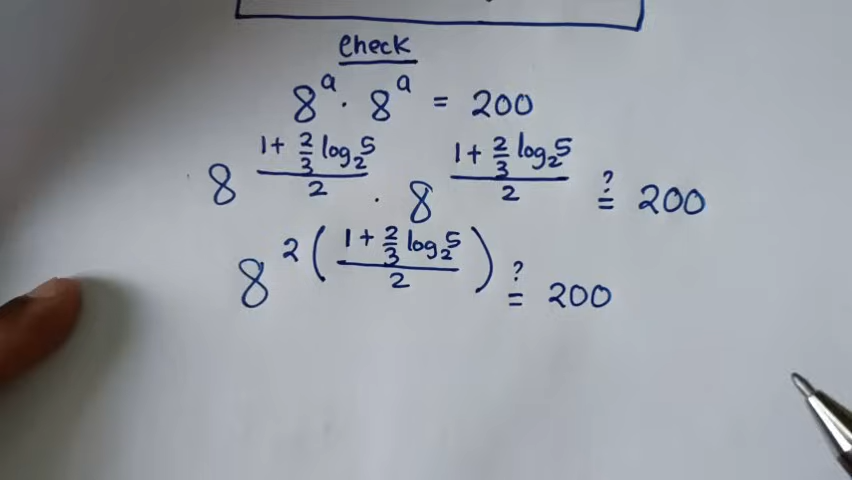 Check
8^a · 8^a = 200
8^((1 + 2/3 log₂5)/2) · 8^((1 + 2/3 log₂5)/2) ?= 200
8^(2((1 + 2/3 log₂5)/2)) ?= 200